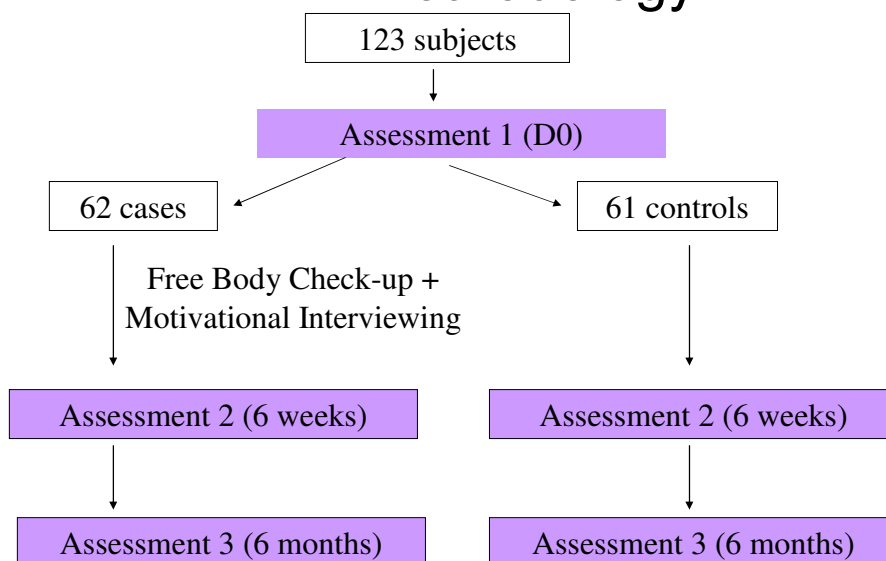 123 subjects
Assessment 1 (D0)
62 cases
61 controls
Free Body Check-up +
Motivational Interviewing
Assessment 2 (6 weeks)
Assessment 2 (6 weeks)
Assessment 3 (6 months)
Assessment 3 (6 months)